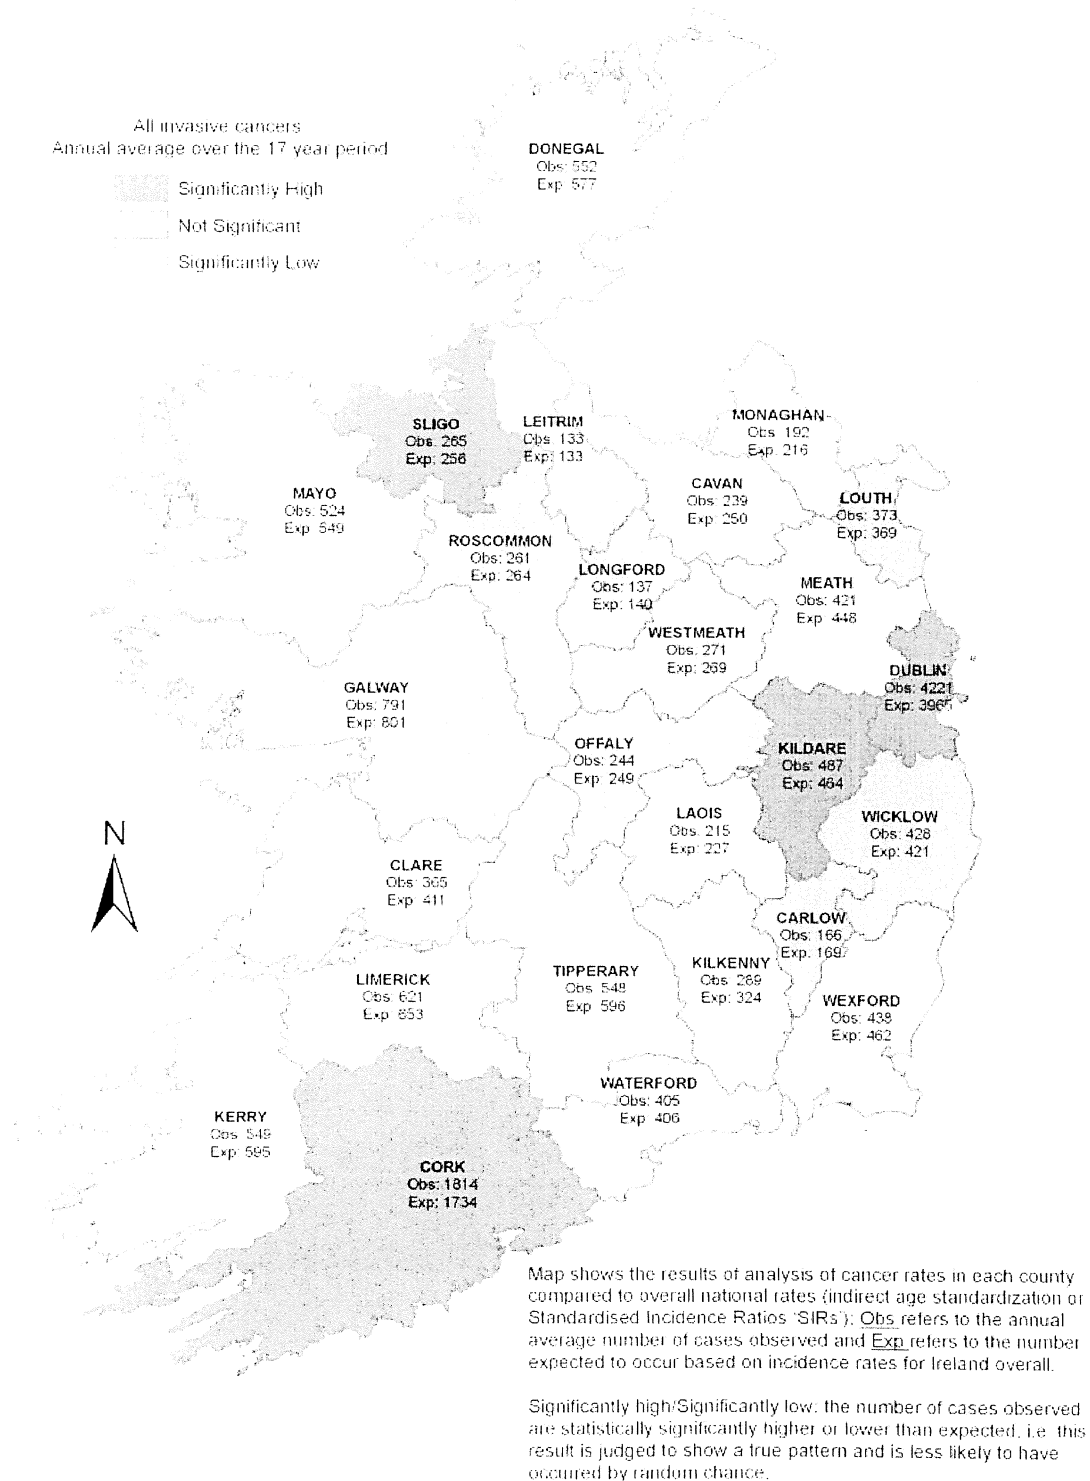 All invasive cancers
Annual average over the 17 year period
Significantly High
Not Significant
Significantly Low
DONEGAL
Obs: 552
Exp: 577
SLIGO
Obs: 265
Exp: 256
LEITRIM
Obs: 133
Exp: 133
MONAGHAN
Obs: 192
Exp: 216
CAVAN
Obs: 239
Exp: 250
LOUTH
Obs: 373
Exp: 369
MAYO
Obs: 524
Exp: 549
ROSCOMMON
Obs: 261
Exp: 264
LONGFORD
Obs: 137
Exp: 140
MEATH
Obs: 421
Exp: 448
WESTMEATH
Obs: 271
Exp: 269
DUBLIN
Obs: 4221
Exp: 3965
GALWAY
Obs: 791
Exp: 801
OFFALY
Obs: 244
Exp: 249
KILDARE
Obs: 487
Exp: 464
LAOIS
Obs: 215
Exp: 227
WICKLOW
Obs: 428
Exp: 421
N
CLARE
Obs: 365
Exp: 411
CARLOW
Obs: 166
Exp: 169
LIMERICK
Obs: 621
Exp: 653
TIPPERARY
Obs: 548
Exp: 596
KILKENNY
Obs: 289
Exp: 324
WEXFORD
Obs: 438
Exp: 462
WATERFORD
Obs: 405
Exp: 406
KERRY
Obs: 549
Exp: 595
CORK
Obs: 1814
Exp: 1734
Map shows the results of analysis of cancer rates in each county
compared to overall national rates (indirect age standardization or
Standardised Incidence Ratios 'SIRs'): Obs refers to the annual
average number of cases observed and Exp refers to the number
expected to occur based on incidence rates for Ireland overall.
Significantly high/Significantly low: the number of cases observed
are statistically significantly higher or lower than expected, i.e. this
result is judged to show a true pattern and is less likely to have
occured by random chance.